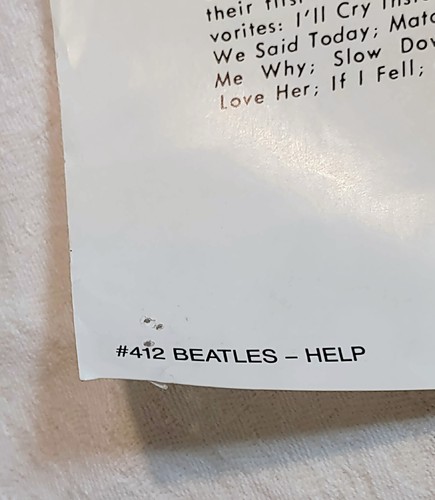 their
vorites: I'll Cry
We Said Today;
Me Why; Slow
Love Her; If I Fell;
#412 BEATLES – HELP